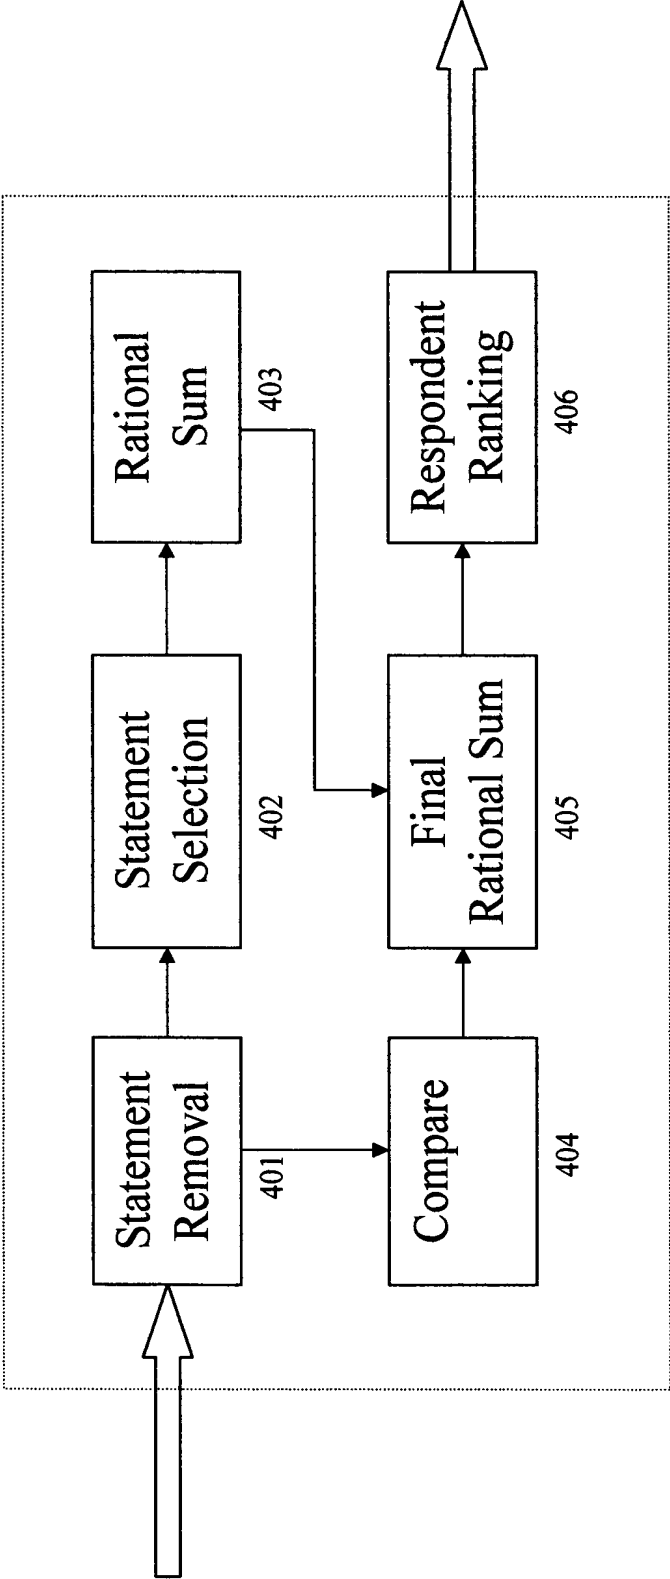 Statement
Removal
401
Statement
Selection
402
Rational
Sum
403
Compare
404
Final
Rational Sum
405
Respondent
Ranking
406